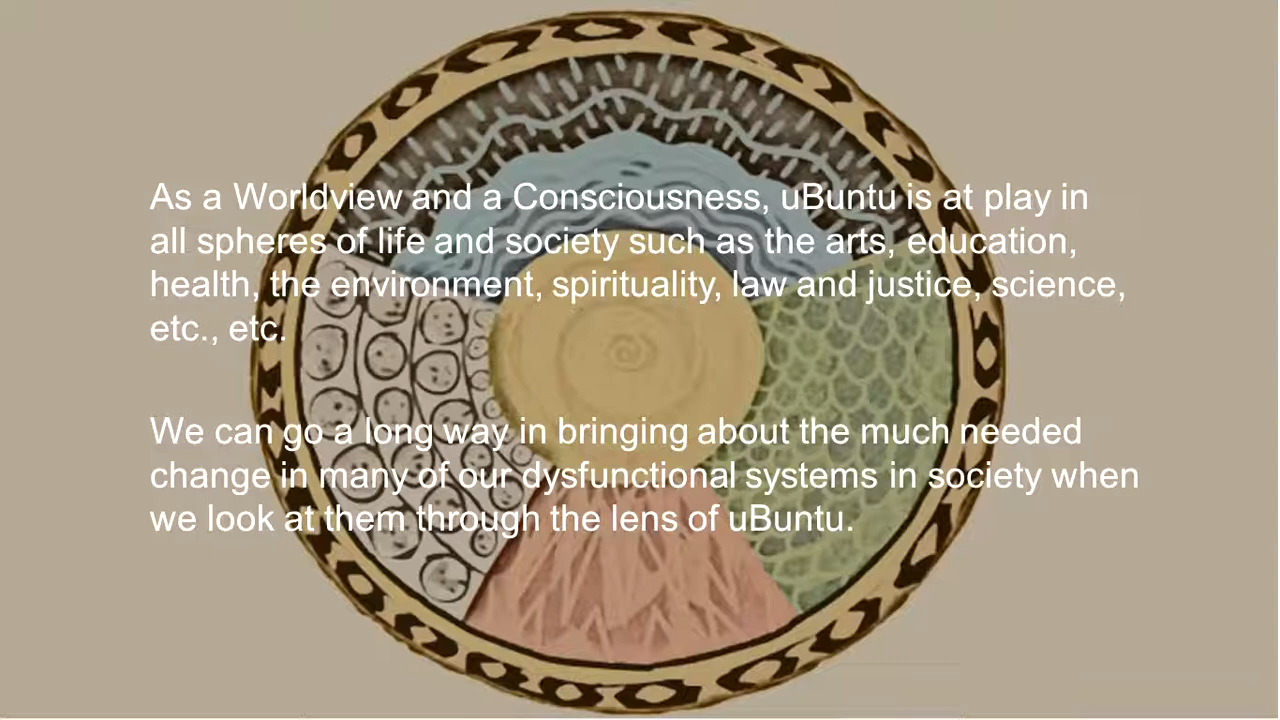 As a Worldview and a Consciousness, uBuntu is at play in
all spheres of life and society such as the arts, education,
health, the environment, spirituality, law and justice, science,
etc., etc.
We can go a long way in bringing about the much needed
change in many of our dysfunctional systems in society when
we look at them through the lens of uBuntu.